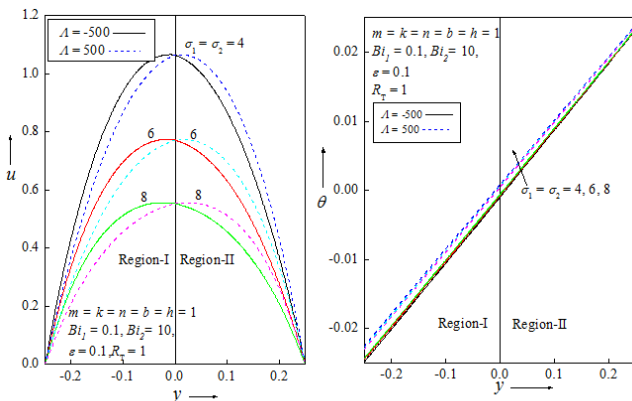 Λ = -500
Λ = 500
σ₁ = σ₂ = 4
6 6
8 8
Region-I Region-II
m = k = n = b = h = 1
Bi₁ = 0.1, Bi₂= 10,
ε = 0.1,R_T = 1
u
1.2
1.0
0.8
0.6
0.4
0.2
0.0
-0.2 -0.1 0.0 0.1 0.2
y
m = k = n = b = h = 1
Bi₁ = 0.1, Bi₂= 10,
ε = 0.1
R_T = 1
Λ = -500
Λ = 500
σ₁ = σ₂ = 4, 6, 8
Region-I Region-II
θ
0.02
0.01
0.00
-0.01
-0.02
-0.2 -0.1 0.0 0.1 0.2
y